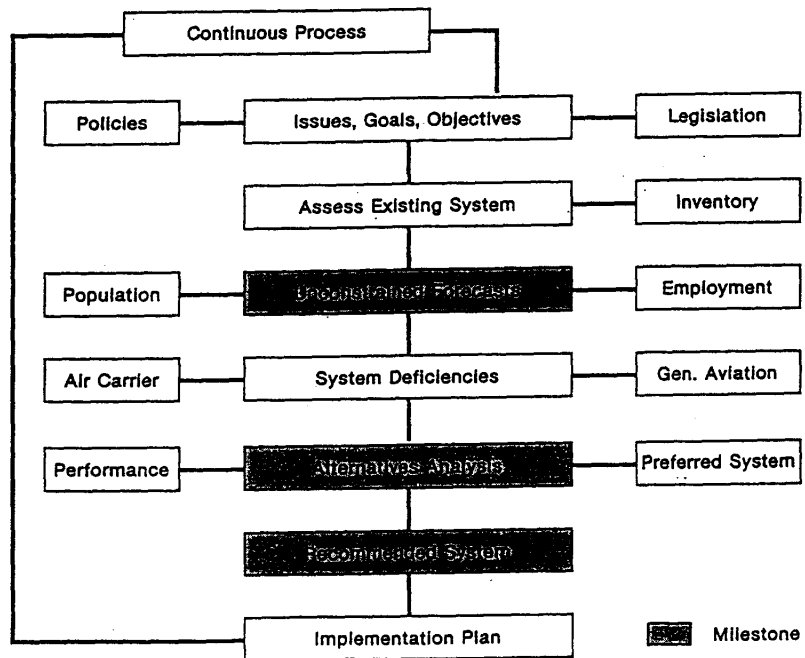 Continuous Process
Policies
Issues, Goals, Objectives
Legislation
Assess Existing System
Inventory
Population
Unconstrained Forecasts
Employment
Air Carrier
System Deficiencies
Gen. Aviation
Performance
Alternatives Analysis
Preferred System
Recommended System
Implementation Plan
Milestone